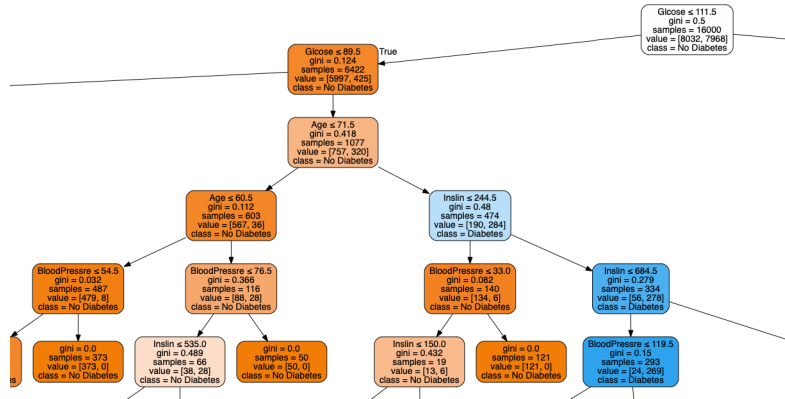 Glcose ≤ 111.5
gini = 0.5
samples = 16000
value = [8032, 7968]
class = No Diabetes
True
Glcose ≤ 89.5
gini = 0.124
samples = 6422
value = [5997, 425]
class = No Diabetes
Age ≤ 71.5
gini = 0.418
samples = 1077
value = [757, 320]
class = No Diabetes
Age ≤ 60.5
gini = 0.112
samples = 603
value = [567, 36]
class = No Diabetes
Inslin ≤ 244.5
gini = 0.48
samples = 474
value = [190, 284]
class = Diabetes
BloodPressre ≤ 54.5
gini = 0.032
samples = 487
value = [479, 8]
class = No Diabetes
BloodPressre ≤ 76.5
gini = 0.366
samples = 116
value = [88, 28]
class = No Diabetes
BloodPressre ≤ 33.0
gini = 0.082
samples = 140
value = [134, 6]
class = No Diabetes
Inslin ≤ 684.5
gini = 0.279
samples = 334
value = [56, 278]
class = Diabetes
gini = 0.0
samples = 373
value = [373, 0]
class = No Diabetes
Inslin ≤ 535.0
gini = 0.489
samples = 66
value = [38, 28]
class = No Diabetes
gini = 0.0
samples = 50
value = [50, 0]
class = No Diabetes
Inslin ≤ 150.0
gini = 0.432
samples = 19
value = [13, 6]
class = No Diabetes
gini = 0.0
samples = 121
value = [121, 0]
class = No Diabetes
BloodPressre ≤ 119.5
gini = 0.15
samples = 293
value = [24, 269]
class = Diabetes